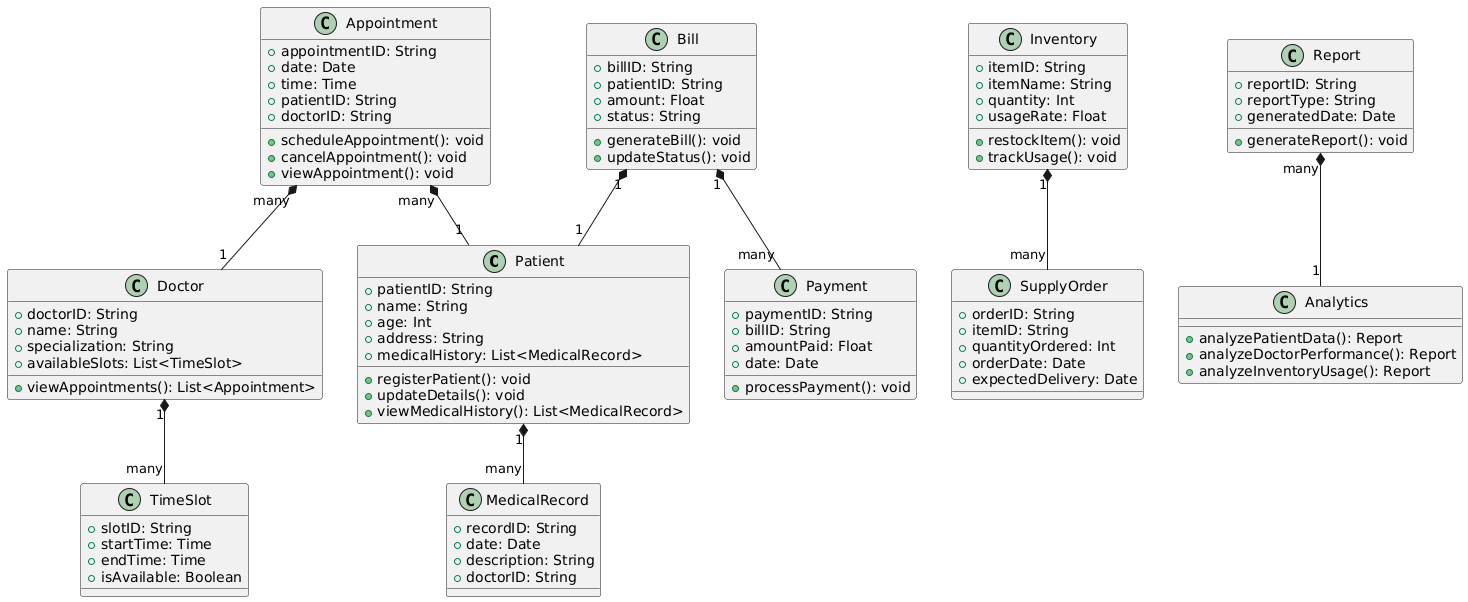 C Appointment
appointmentID: String
date: Date
time: Time
patientID: String
doctorID: String
scheduleAppointment(): void
cancelAppointment(): void
viewAppointment(): void
C Bill
billID: String
patientID: String
amount: Float
status: String
generateBill(): void
updateStatus(): void
C Inventory
itemID: String
itemName: String
quantity: Int
usageRate: Float
restockItem(): void
trackUsage(): void
C Report
reportID: String
reportType: String
generatedDate: Date
generateReport(): void
many
1
many
1
1
1
1
many
1
many
many
1
C Doctor
doctorID: String
name: String
specialization: String
availableSlots: List<TimeSlot>
viewAppointments(): List<Appointment>
C Patient
patientID: String
name: String
age: Int
address: String
medicalHistory: List<MedicalRecord>
registerPatient(): void
updateDetails(): void
viewMedicalHistory(): List<MedicalRecord>
C Payment
paymentID: String
billID: String
amountPaid: Float
date: Date
processPayment(): void
C SupplyOrder
orderID: String
itemID: String
quantityOrdered: Int
orderDate: Date
expectedDelivery: Date
C Analytics
analyzePatientData(): Report
analyzeDoctorPerformance(): Report
analyzeInventoryUsage(): Report
1
many
1
many
C TimeSlot
slotID: String
startTime: Time
endTime: Time
isAvailable: Boolean
C MedicalRecord
recordID: String
date: Date
description: String
doctorID: String